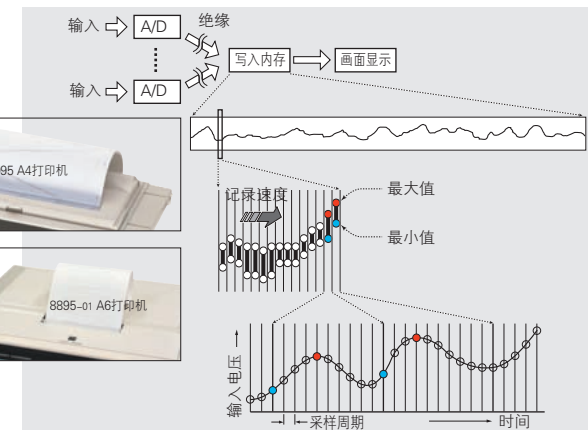 输入
A/D
绝缘
写入内存
画面显示
输入
A/D
95 A4打印机
记录速度
最大值
最小值
8895-01 A6打印机
输入电压
采样周期
时间